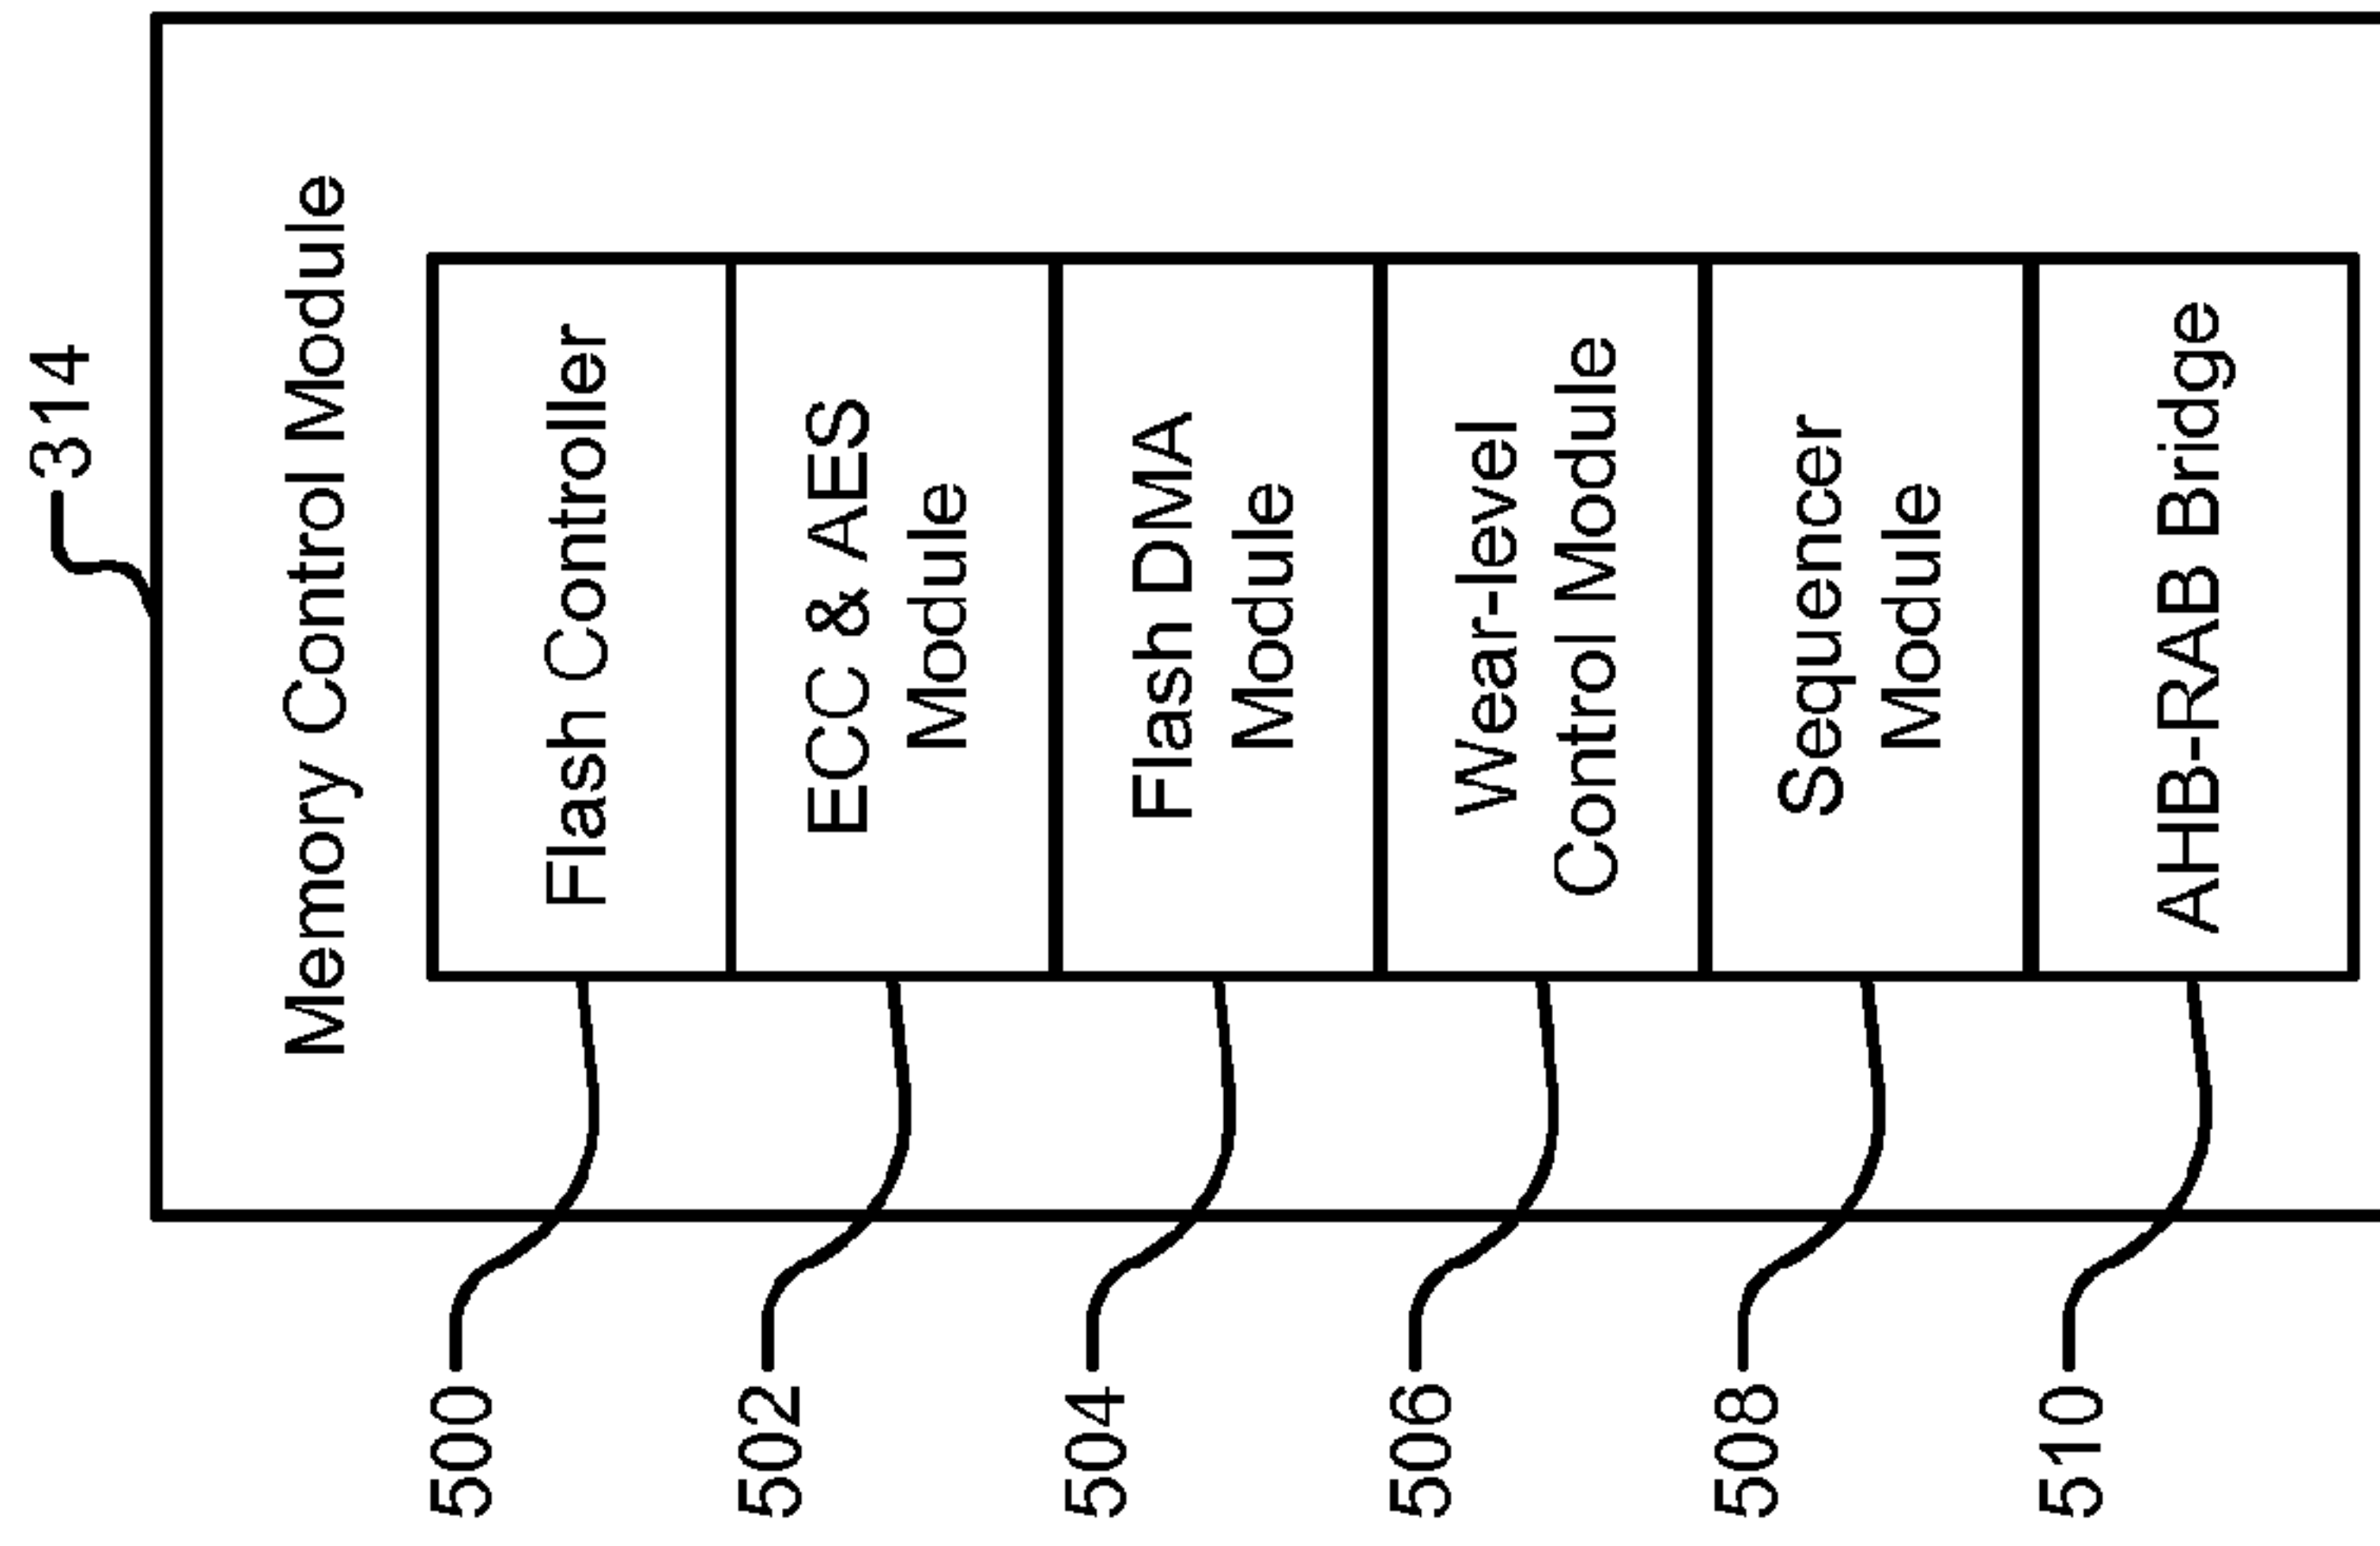 314
Memory Control Module
500
Flash Controller
502
ECC & AES
Module
504
Flash DMA
Module
506
Wear-level
Control Module
508
Sequencer
Module
510
AHB-RAB Bridge